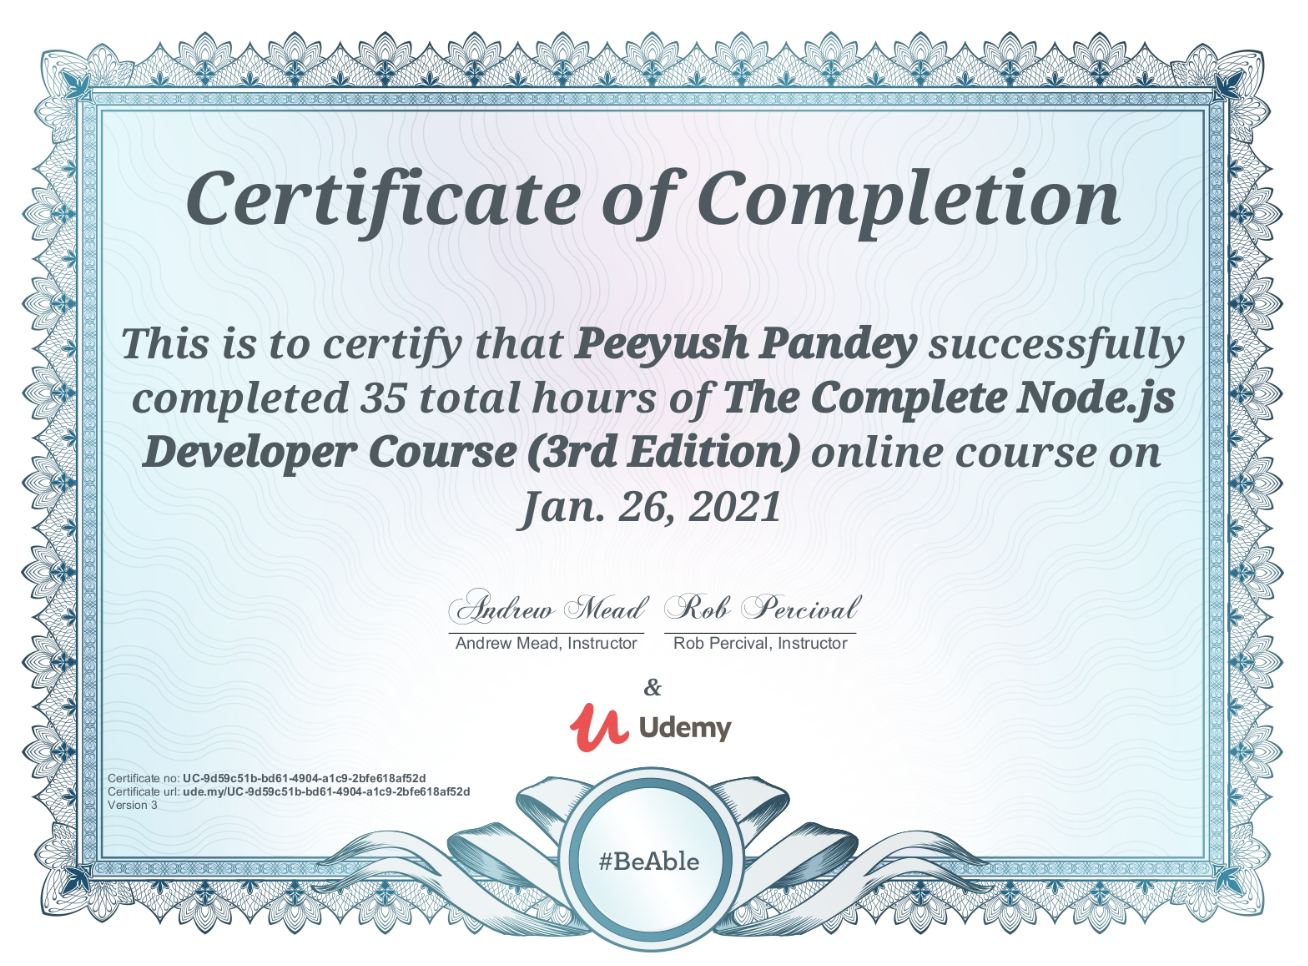 Certificate of Completion
This is to certify that Peeyush Pandey successfully
completed 35 total hours of The Complete Node.js
Developer Course (3rd Edition) online course on
Jan. 26, 2021
Andrew Mead Rob Percival
Andrew Mead, Instructor Rob Percival, Instructor
&
Udemy
Certificate no: UC-9d59c51b-bd61-4904-a1c9-2bfe618af52d
Certificate url: ude.my/UC-9d59c51b-bd61-4904-a1c9-2bfe618af52d
Version 3
#BeAble